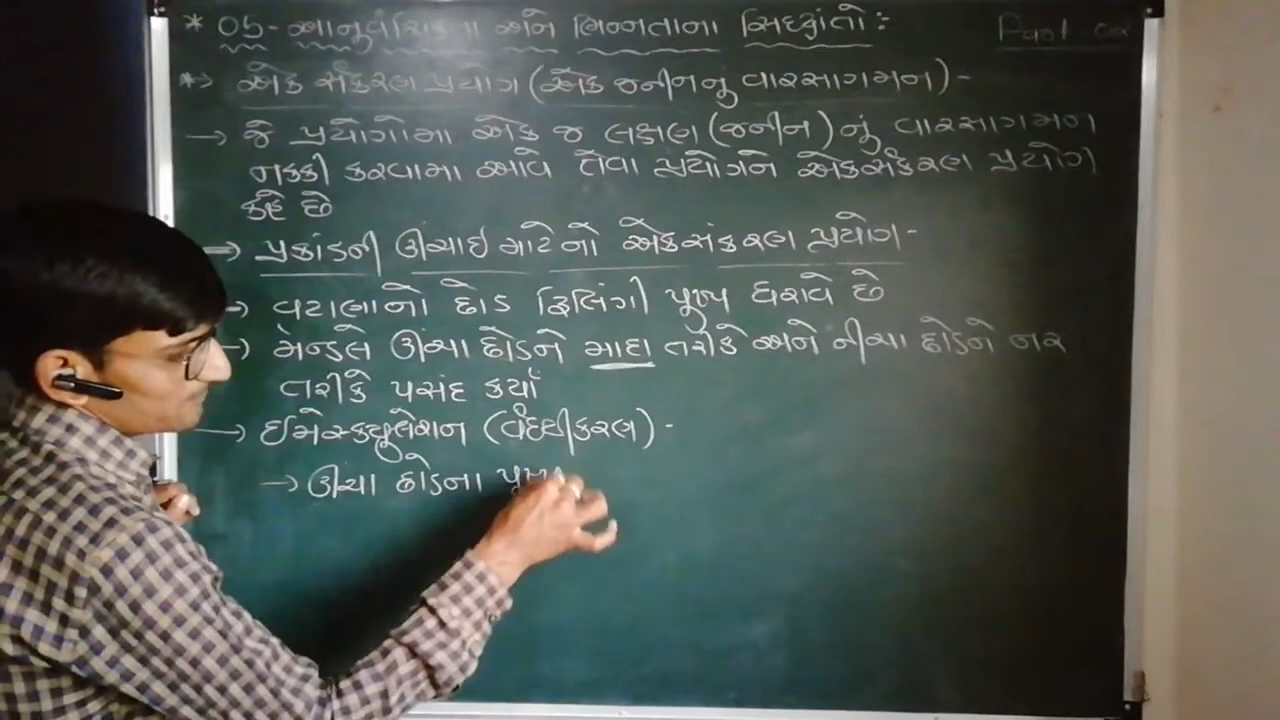 * 05 - આનુવંશિકતા અને ભિન્નતાના સિદ્ધાંતો :
Part
*→ એક સંકરણ પ્રયોગ (એક જનીનનુ વારસાગમન) -
→ જે પ્રયોગોમા એક જ લક્ષણ (જનીન) નું વારસાગમન
નક્કી કરવામા આવે તેવા પ્રયોગને એકસંકરણ પ્રયોગ
કહે છે
→ પ્રકાંડની ઊંચાઇ માટેનો એકસંકરણ પ્રયોગ -
→ વટાણાનો છોડ દ્વિલિંગી પુષ્પ ધરાવે છે
→ મેન્ડલે ઊંચા છોડને માદા તરીકે અને નીચા છોડને નર
તરીકે પસંદ કર્યાં
→ ઈમેસ્ક્યુલેશન (વંધ્યીકરણ) -
→ ઊંચા છોડના